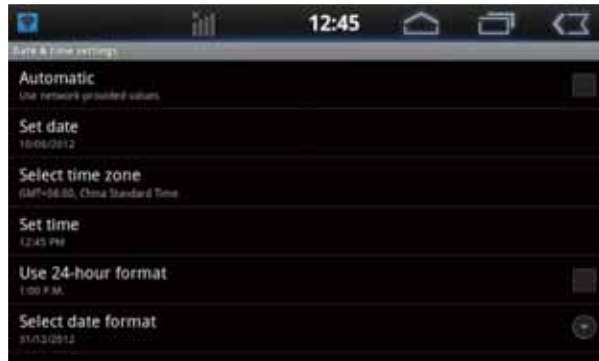 12:45
Date & time settings
Automatic
Use network-provided values
Set date
10/06/2012
Select time zone
GMT+08:00, China Standard Time
Set time
12:45 PM
Use 24-hour format
1:00 P.M.
Select date format
31/12/2012